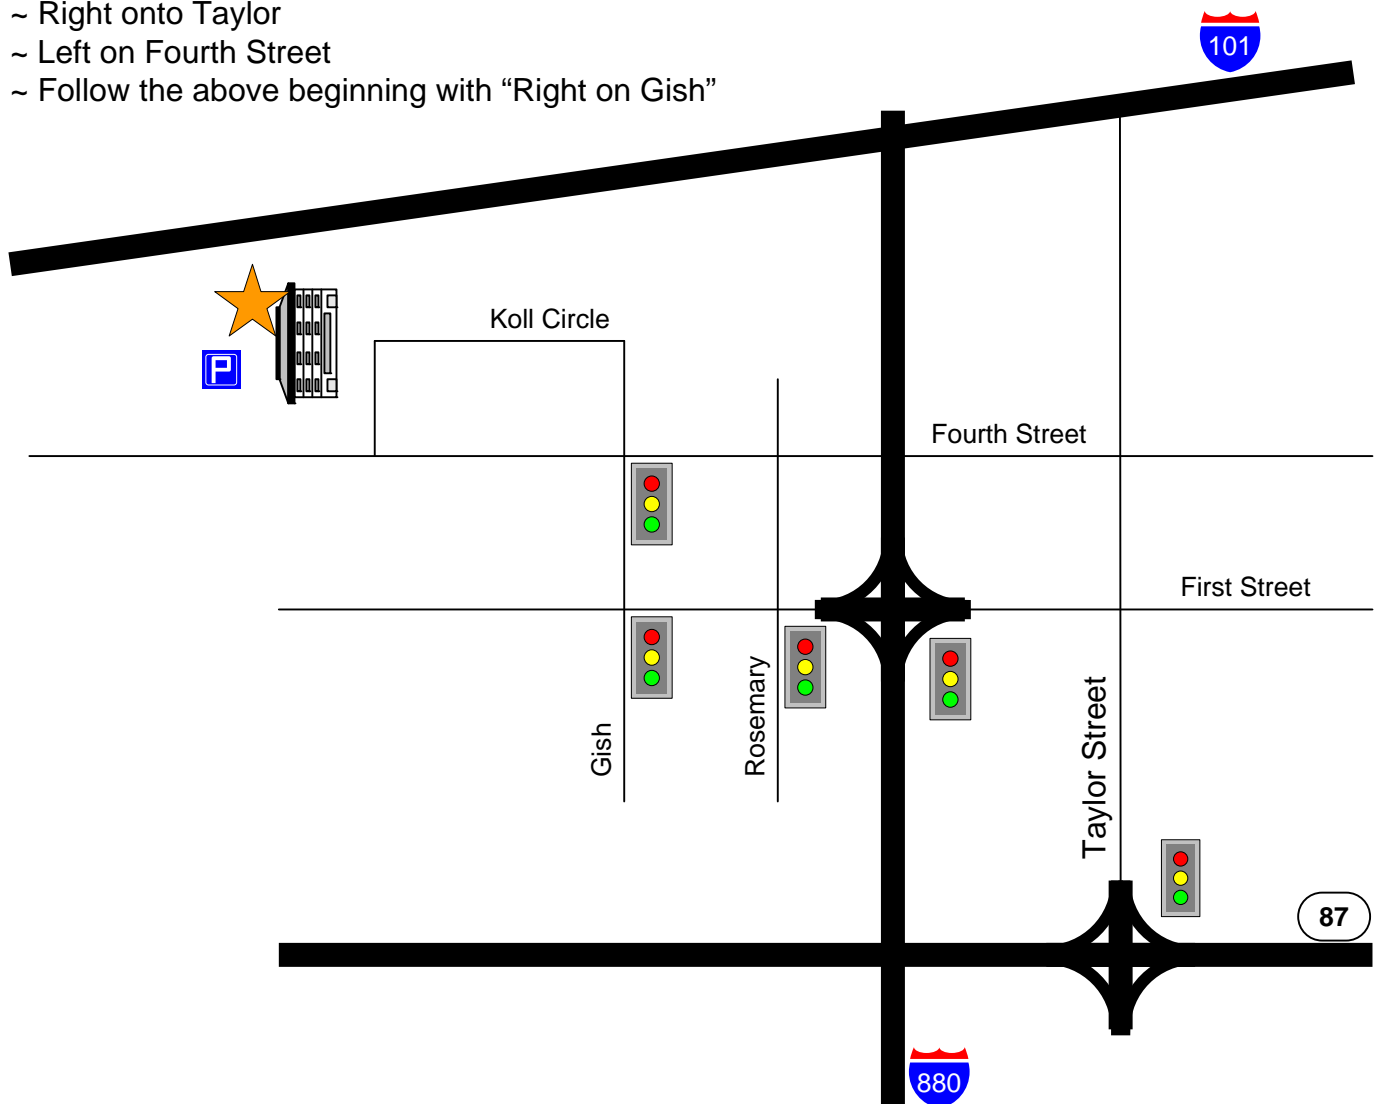 ~ Right onto Taylor
~ Left on Fourth Street
~ Follow the above beginning with “Right on Gish”
101
Koll Circle
P
Fourth Street
First Street
Gish
Rosemary
Taylor Street
87
880